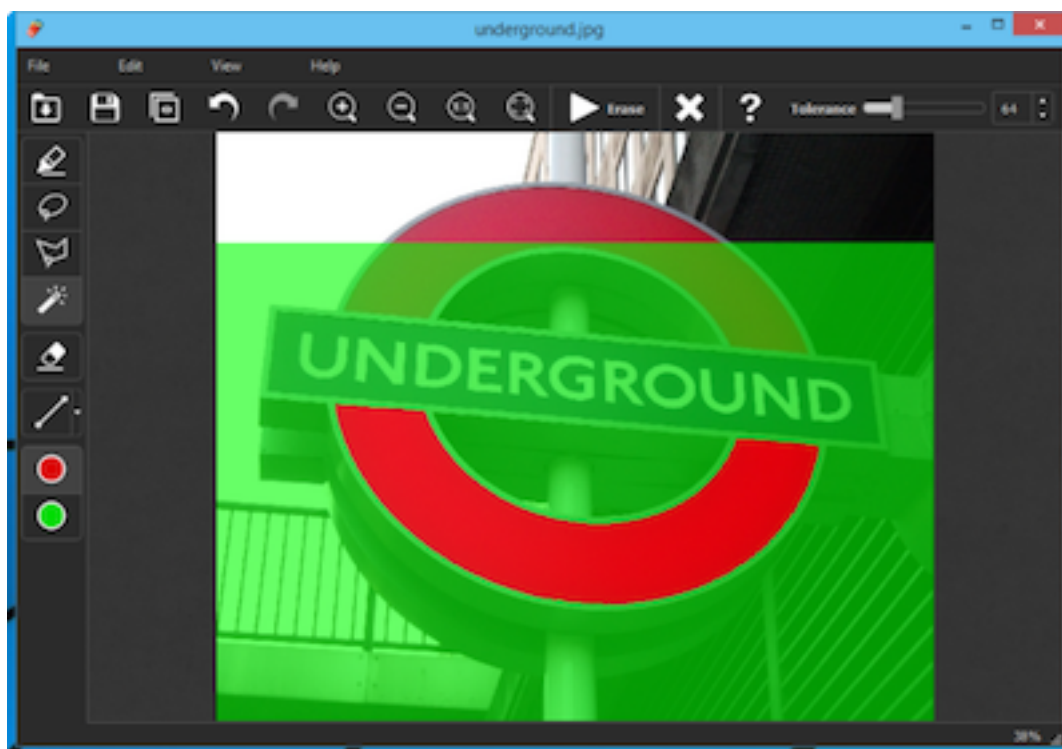 underground.jpg
File Edit View Help
Erase ? Tolerance 64
UNDERGROUND
38%